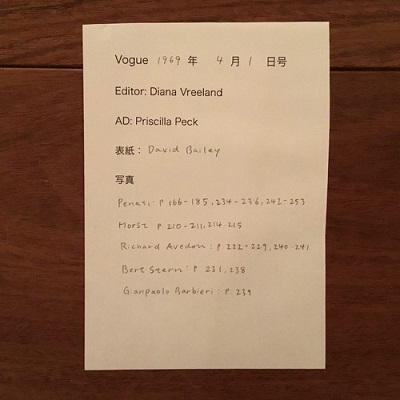 Vogue 1969 年 4 月 1 日号
Editor: Diana Vreeland
AD: Priscilla Peck
表紙： David Bailey
写真
Penati: P 166-185, 234-236, 242-253
Horst P 210-211, 214-215
Richard Avedon: P 222-229, 240-241
Bert Stern: P 231, 238
Gianpaolo Barbieri: P 239